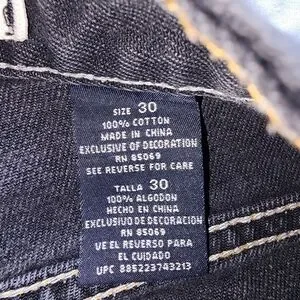 SIZE 30
100% COTTON
MADE IN CHINA
EXCLUSIVE OF DECORATION
RN 85069
SEE REVERSE FOR CARE
TALLA 30
100% ALGODON
HECHO EN CHINA
EXCLUSIVO DE DECORACION
RN 85069
VE EL REVERSO PARA
EL CUIDADO
UPC 885223743213